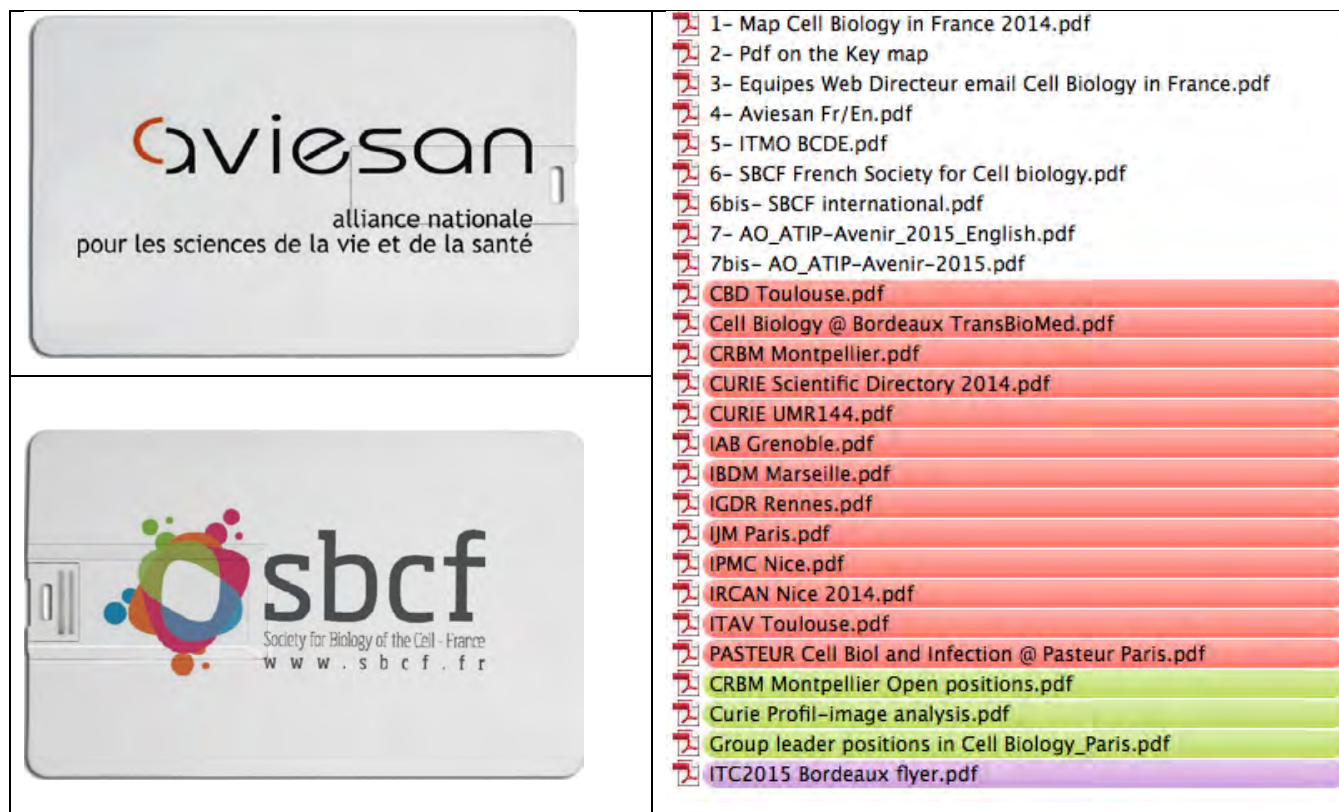 aviesan
alliance nationale
pour les sciences de la vie et de la santé
sbcf
Society for Biology of the Cell - France
www.sbcf.fr
1- Map Cell Biology in France 2014.pdf
2- Pdf on the Key map
3- Equipes Web Directeur email Cell Biology in France.pdf
4- Aviesan Fr/En.pdf
5- ITMO BCDE.pdf
6- SBCF French Society for Cell biology.pdf
6bis- SBCF international.pdf
7- AO_ATIP-Avenir_2015_English.pdf
7bis- AO_ATIP-Avenir-2015.pdf
CBD Toulouse.pdf
Cell Biology @ Bordeaux TransBioMed.pdf
CRBM Montpellier.pdf
CURIE Scientific Directory 2014.pdf
CURIE UMR144.pdf
IAB Grenoble.pdf
IBDM Marseille.pdf
IGDR Rennes.pdf
IJM Paris.pdf
IPMC Nice.pdf
IRCAN Nice 2014.pdf
ITAV Toulouse.pdf
PASTEUR Cell Biol and Infection @ Pasteur Paris.pdf
CRBM Montpellier Open positions.pdf
Curie Profil-image analysis.pdf
Group leader positions in Cell Biology_Paris.pdf
ITC2015 Bordeaux flyer.pdf